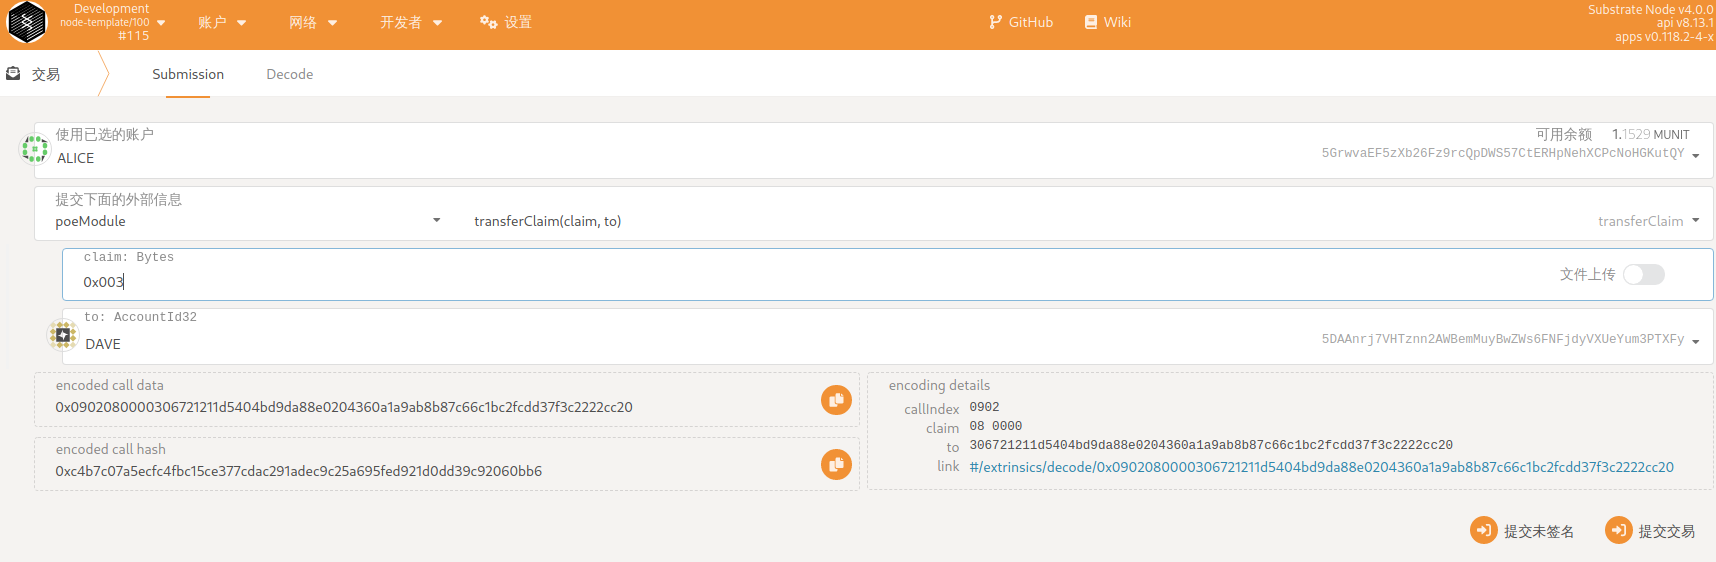 Development
node-template/100
#115
账户
网络
开发者
设置
GitHub
Wiki
Substrate Node v4.0.0
api v8.13.1
apps v0.118.2-4-x
交易
Submission
Decode
使用已选的账户
ALICE
可用余额 1.1529 MUNIT
5GrwvaEF5zXb26Fz9rcQpDWS57CtERHpNehXCPcNoHGKutQY
提交下面的外部信息
poeModule
transferClaim(claim, to)
transferClaim
claim: Bytes
0x003
文件上传
to: AccountId32
DAVE
5DAAnrj7VHTznn2AWBemMuyBwZWs6FNFjdyVXUeYum3PTXFy
encoded call data
0x0902080000306721211d5404bd9da88e0204360a1a9ab8b87c66c1bc2fcdd37f3c2222cc20
encoded call hash
0xc4b7c07a5ecfc4fbc15ce377cdac291adec9c25a695fed921d0dd39c92060bb6
encoding details
callIndex 0902
claim 08 0000
to 306721211d5404bd9da88e0204360a1a9ab8b87c66c1bc2fcdd37f3c2222cc20
link #/extrinsics/decode/0x0902080000306721211d5404bd9da88e0204360a1a9ab8b87c66c1bc2fcdd37f3c2222cc20
提交未签名
提交交易